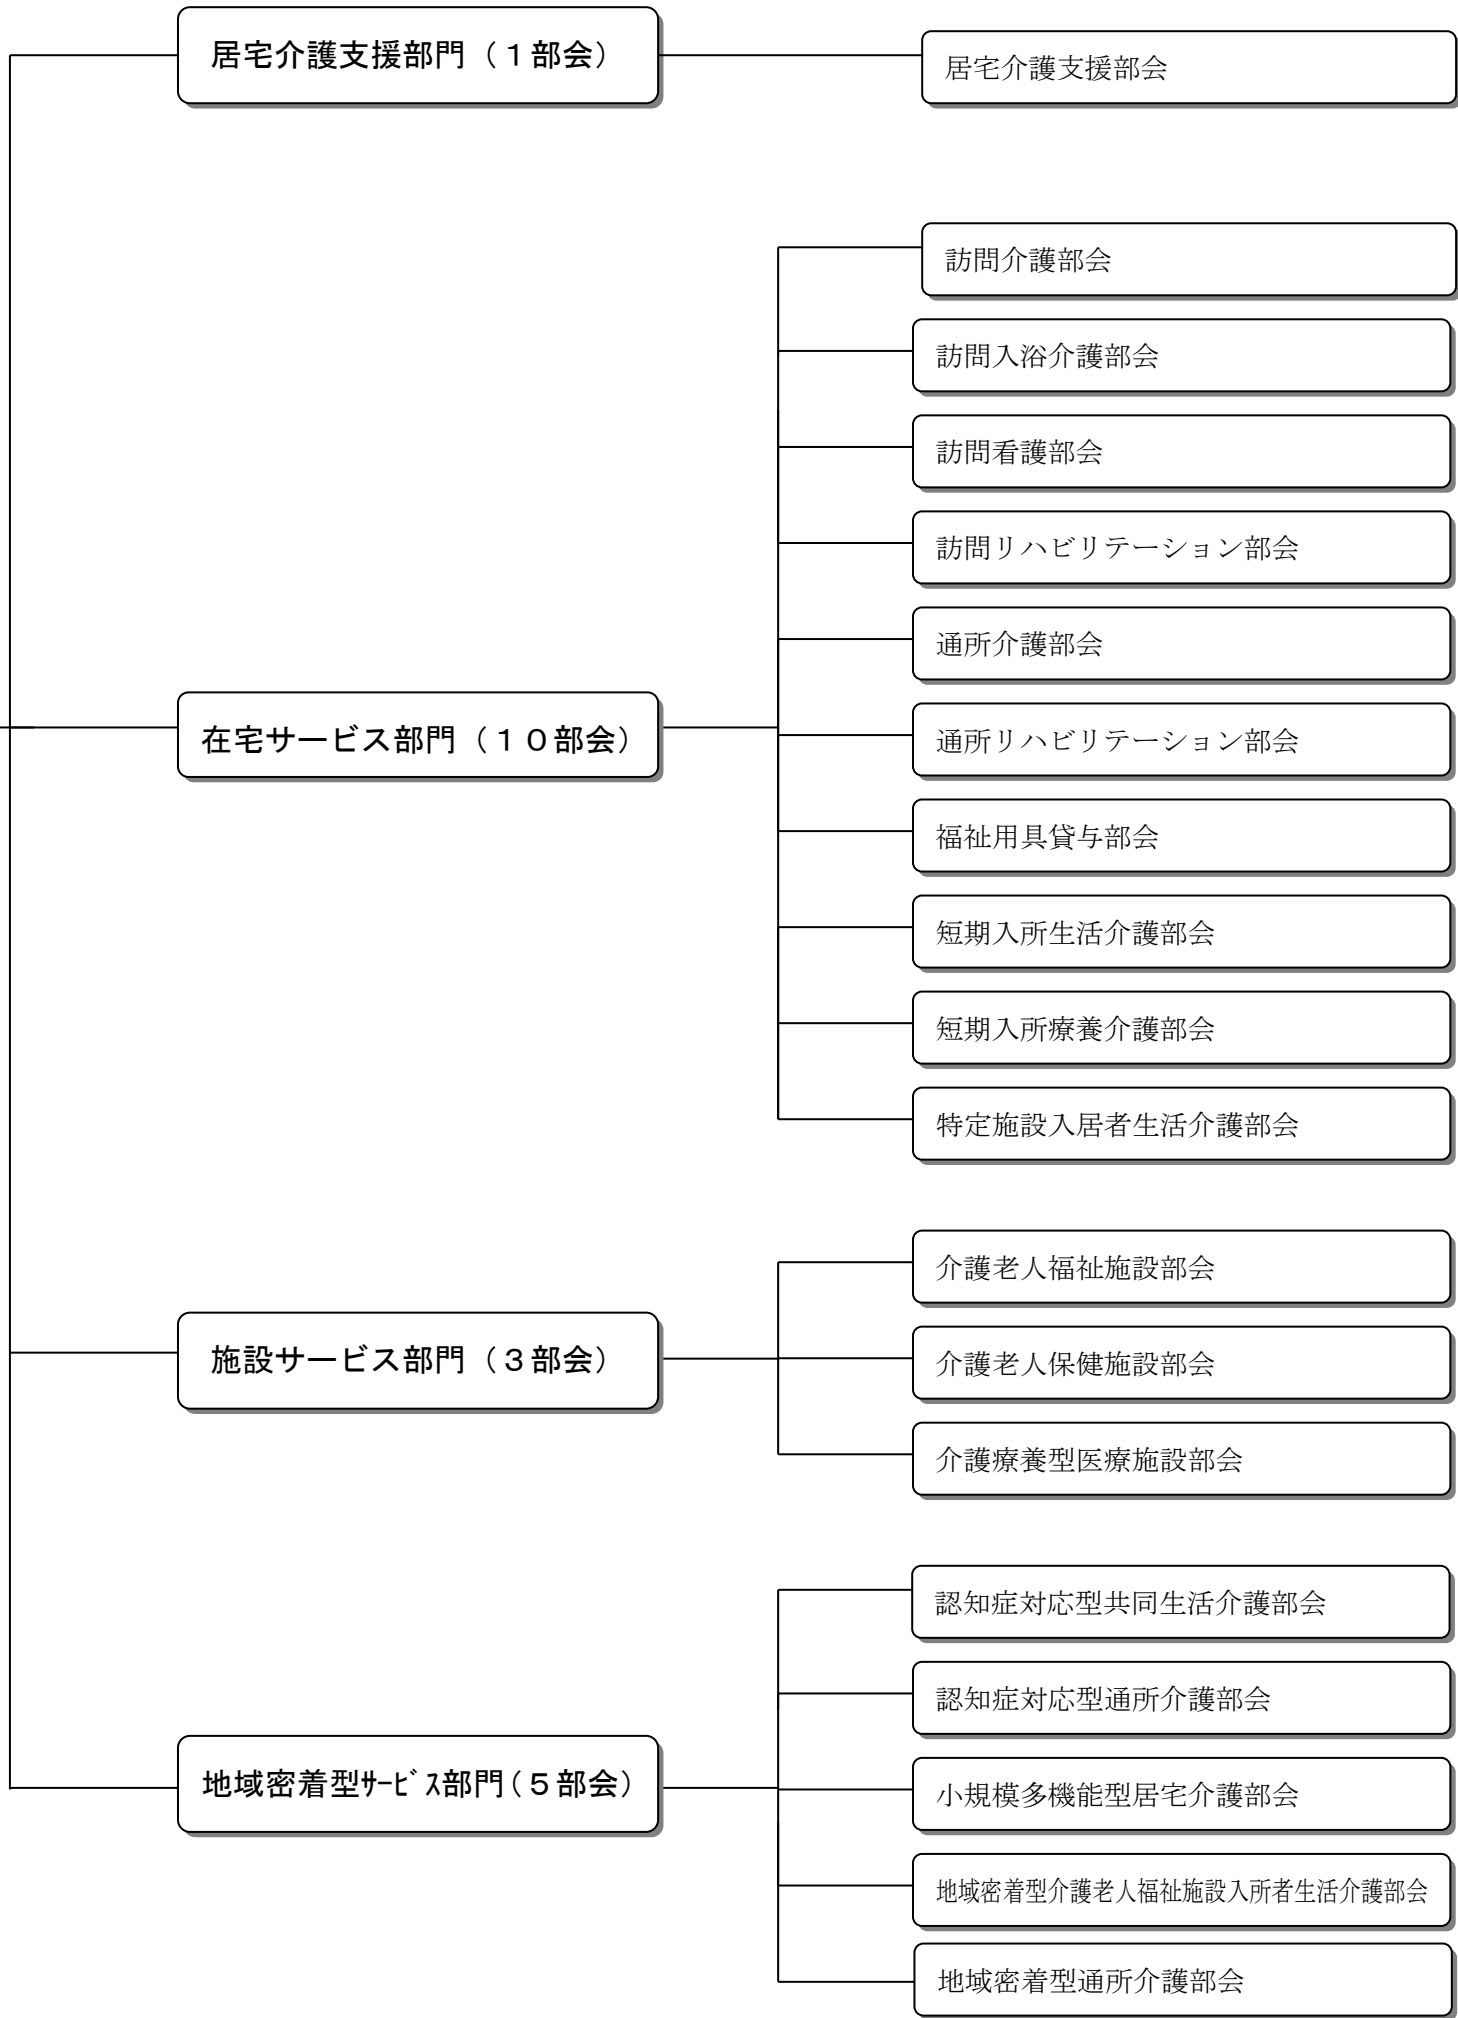 居宅介護支援部門（１部会）
居宅介護支援部会
在宅サービス部門（１０部会）
訪問介護部会
訪問入浴介護部会
訪問看護部会
訪問リハビリテーション部会
通所介護部会
通所リハビリテーション部会
福祉用具貸与部会
短期入所生活介護部会
短期入所療養介護部会
特定施設入居者生活介護部会
施設サービス部門（３部会）
介護老人福祉施設部会
介護老人保健施設部会
介護療養型医療施設部会
地域密着型ｻｰﾋﾞｽ部門（５部会）
認知症対応型共同生活介護部会
認知症対応型通所介護部会
小規模多機能型居宅介護部会
地域密着型介護老人福祉施設入所者生活介護部会
地域密着型通所介護部会